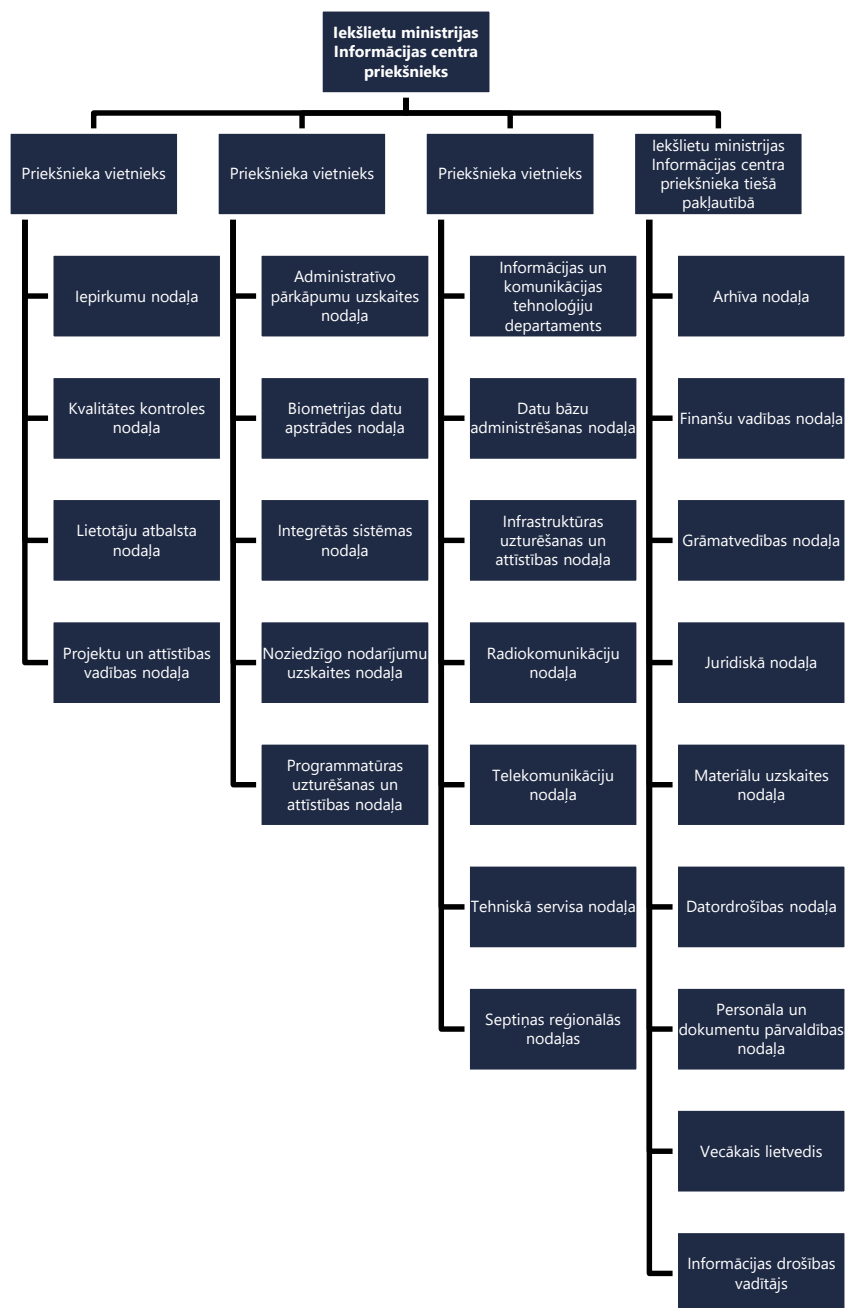 Iekšlietu ministrijas
Informācijas centra
priekšnieks
Priekšnieka vietnieks
Iepirkumu nodaļa
Kvalitātes kontroles
nodaļa
Lietotāju atbalsta
nodaļa
Projektu un attīstības
vadības nodaļa
Priekšnieka vietnieks
Administratīvo
pārkāpumu uzskaites
nodaļa
Biometrijas datu
apstrādes nodaļa
Integrētās sistēmas
nodaļa
Noziedzīgo nodarījumu
uzskaites nodaļa
Programmatūras
uzturēšanas un
attīstības nodaļa
Priekšnieka vietnieks
Informācijas un
komunikācijas
tehnoloģiju
departaments
Datu bāzu
administrēšanas nodaļa
Infrastruktūras
uzturēšanas un
attīstības nodaļa
Radiokomunikāciju
nodaļa
Telekomunikāciju
nodaļa
Tehniskā servisa nodaļa
Septiņas reģionālās
nodaļas
Iekšlietu ministrijas
Informācijas centra
priekšnieka tiešā
pakļautībā
Arhīva nodaļa
Finanšu vadības nodaļa
Grāmatvedības nodaļa
Juridiskā nodaļa
Materiālu uzskaites
nodaļa
Datordrošības nodaļa
Personāla un
dokumentu pārvaldības
nodaļa
Vecākais lietvedis
Informācijas drošības
vadītājs